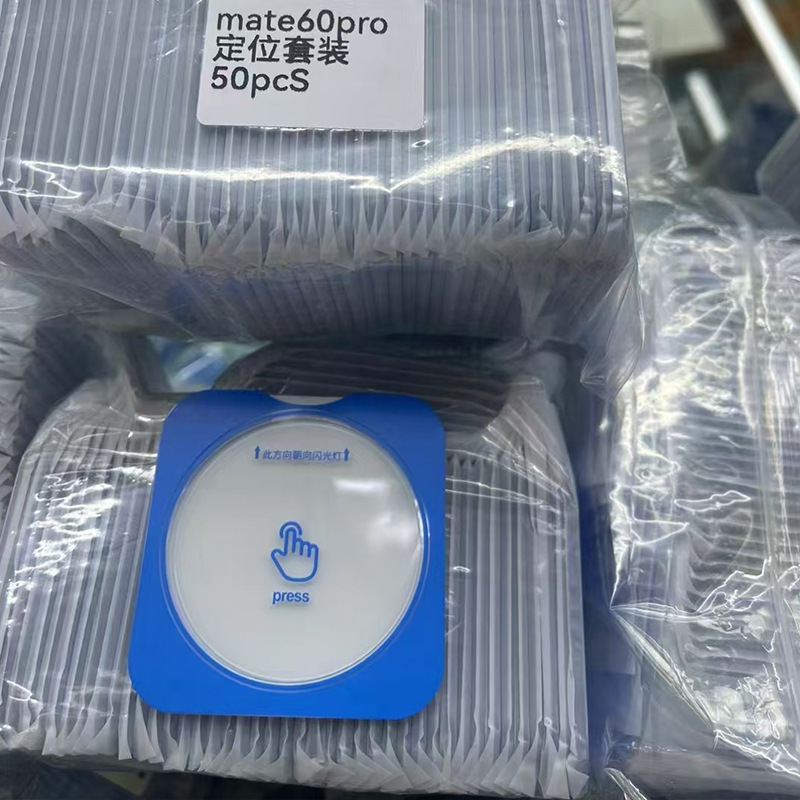 mate60pro
定位套装
50pcS
⬆此方向朝向闪光灯⬆
press